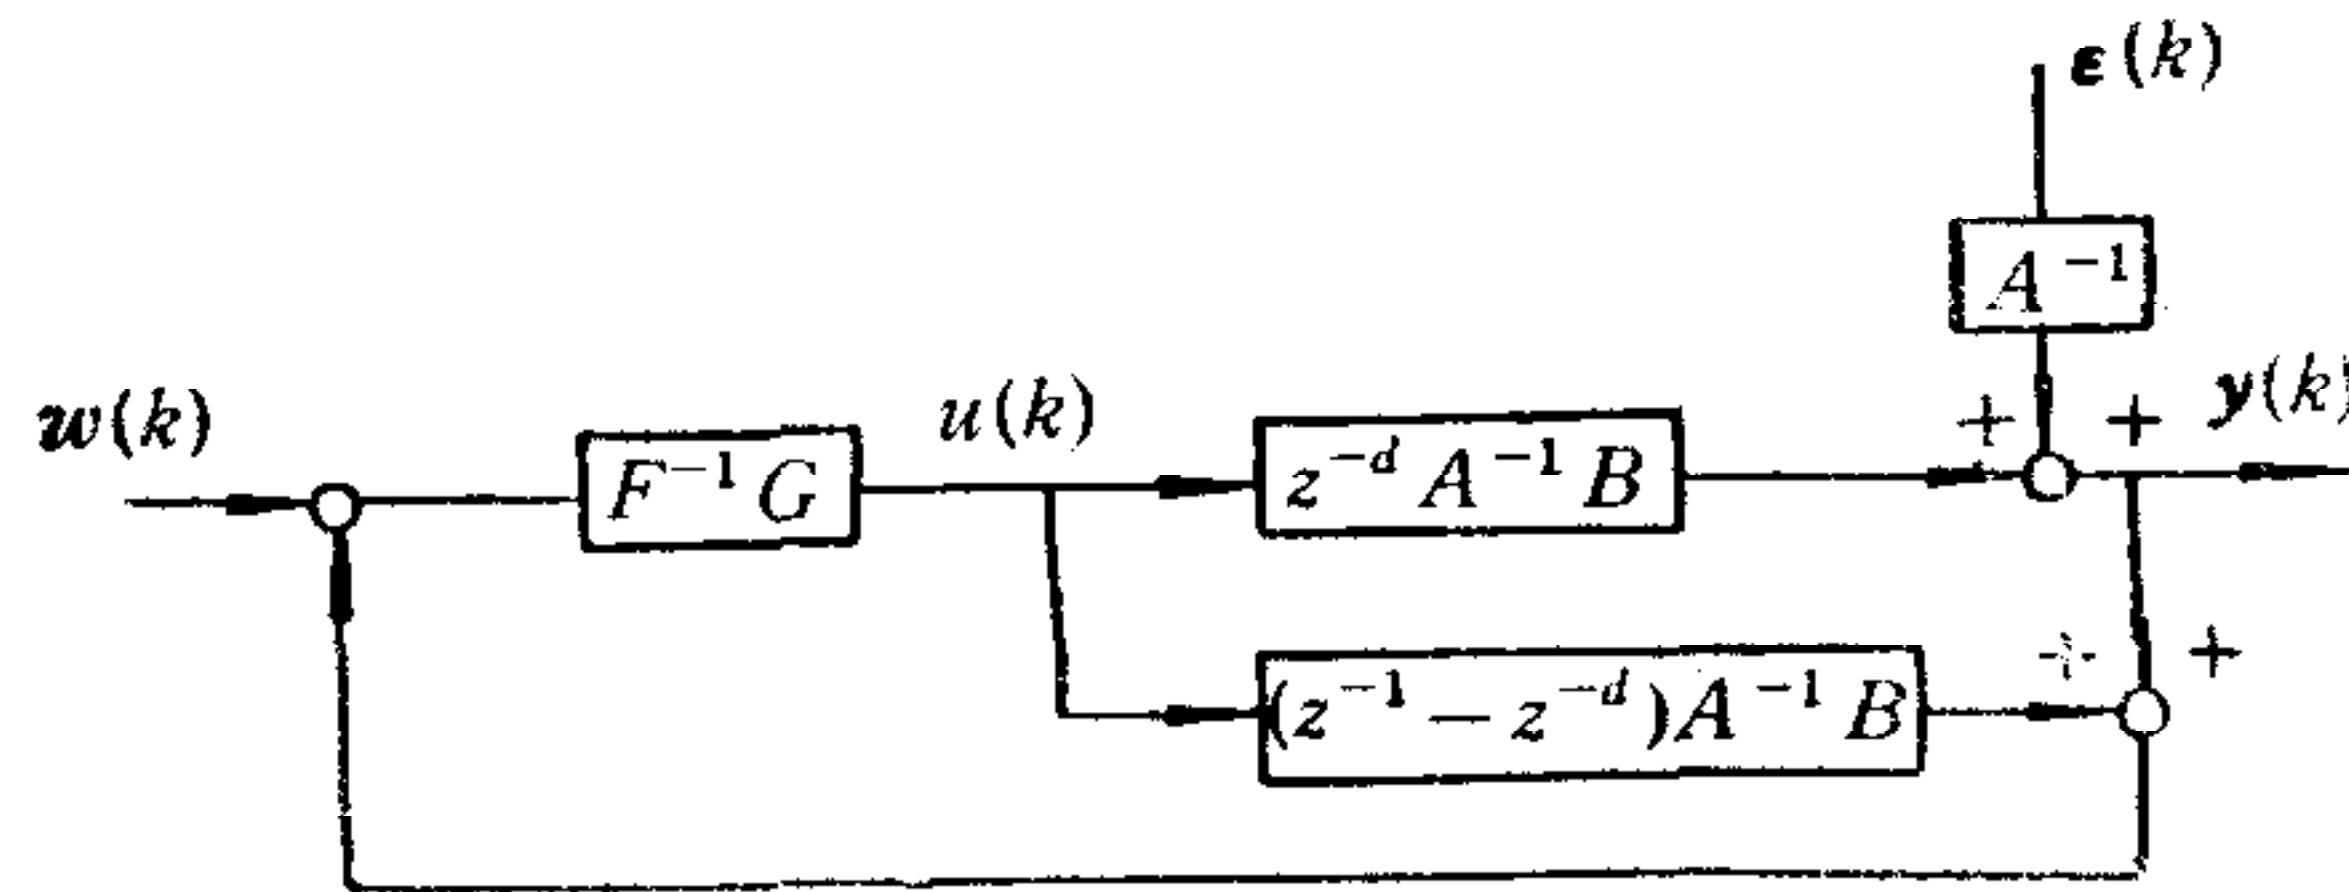 ε(k)
A⁻¹
w(k)
F⁻¹G
u(k)
z⁻ᵈA⁻¹B
+
+
y(k)
(z⁻¹−z⁻ᵈ)A⁻¹B
+
+